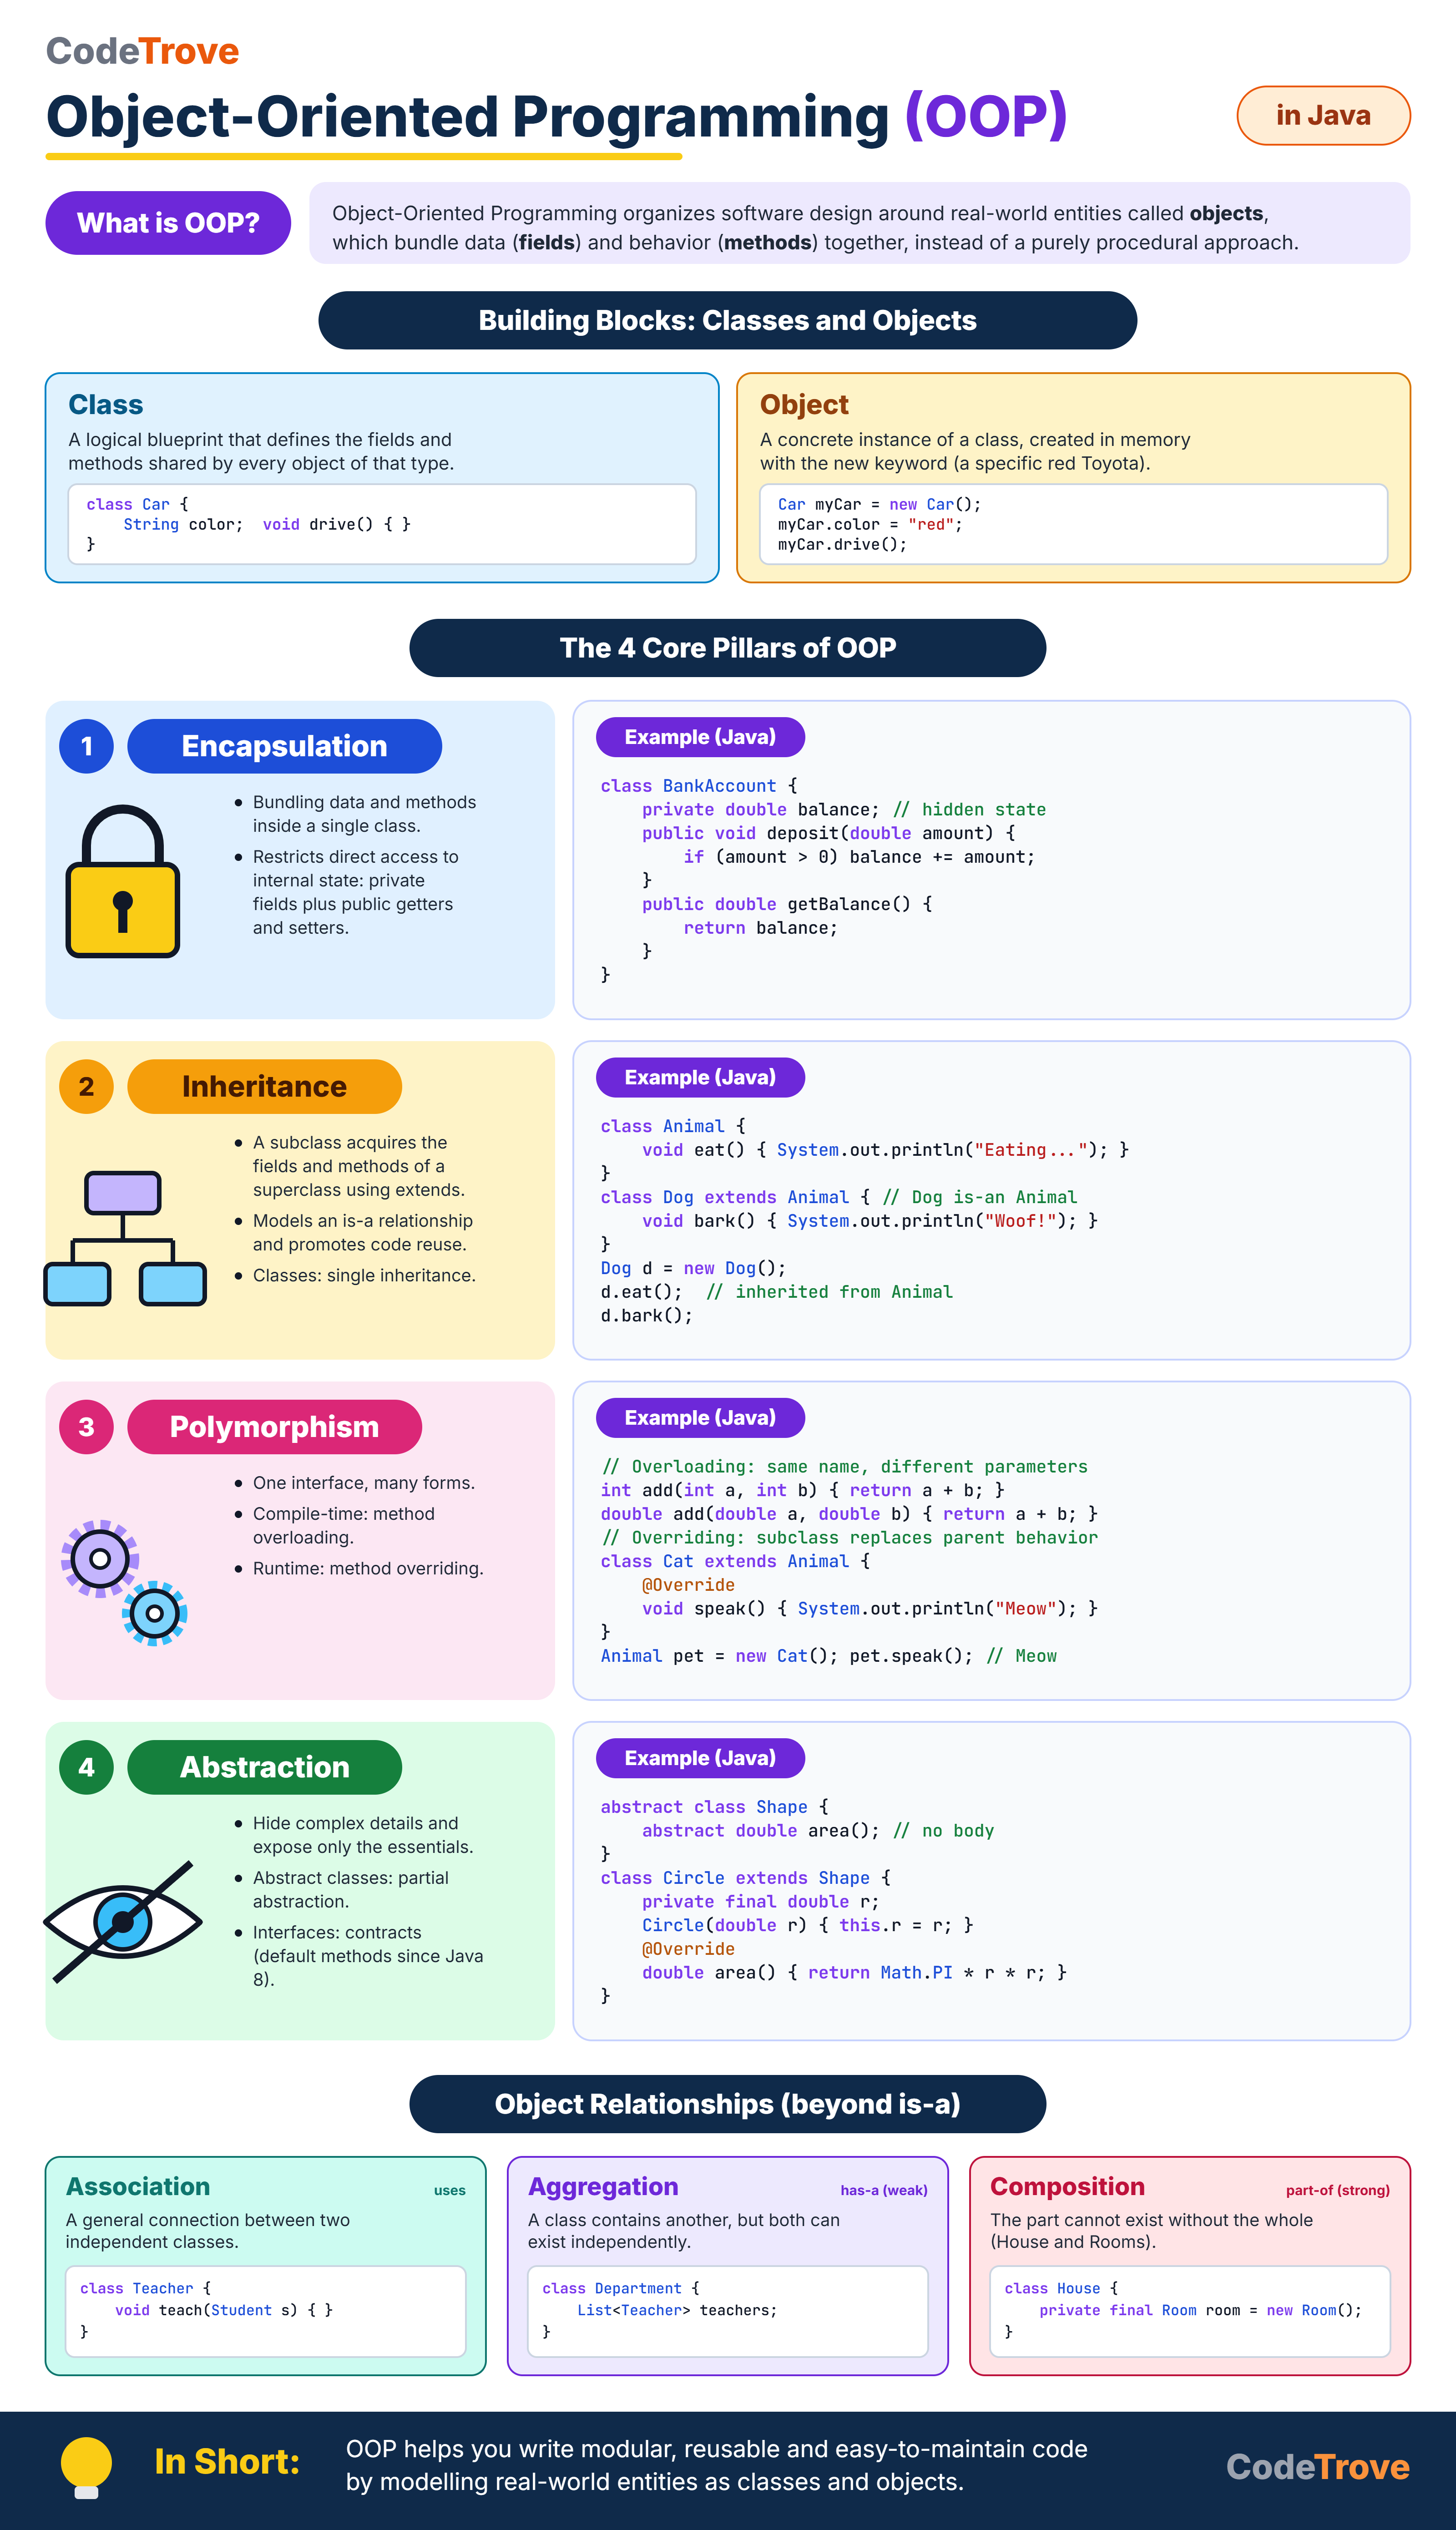 CodeTrove
Object-Oriented Programming (OOP)
in Java
What is OOP?
Object-Oriented Programming organizes software design around real-world entities called objects,
which bundle data (fields) and behavior (methods) together, instead of a purely procedural approach.
Building Blocks: Classes and Objects
Class
A logical blueprint that defines the fields and
methods shared by every object of that type.
class Car {
    String color;  void drive() { }
}
Object
A concrete instance of a class, created in memory
with the new keyword (a specific red Toyota).
Car myCar = new Car();
myCar.color = "red";
myCar.drive();
The 4 Core Pillars of OOP
1
Encapsulation
• Bundling data and methods
inside a single class.
• Restricts direct access to
internal state: private
fields plus public getters
and setters.
Example (Java)
class BankAccount {
    private double balance; // hidden state
    public void deposit(double amount) {
        if (amount > 0) balance += amount;
    }
    public double getBalance() {
        return balance;
    }
}
2
Inheritance
• A subclass acquires the
fields and methods of a
superclass using extends.
• Models an is-a relationship
and promotes code reuse.
• Classes: single inheritance.
Example (Java)
class Animal {
    void eat() { System.out.println("Eating..."); }
}
class Dog extends Animal { // Dog is-an Animal
    void bark() { System.out.println("Woof!"); }
}
Dog d = new Dog();
d.eat();  // inherited from Animal
d.bark();
3
Polymorphism
• One interface, many forms.
• Compile-time: method
overloading.
• Runtime: method overriding.
Example (Java)
// Overloading: same name, different parameters
int add(int a, int b) { return a + b; }
double add(double a, double b) { return a + b; }
// Overriding: subclass replaces parent behavior
class Cat extends Animal {
    @Override
    void speak() { System.out.println("Meow"); }
}
Animal pet = new Cat(); pet.speak(); // Meow
4
Abstraction
• Hide complex details and
expose only the essentials.
• Abstract classes: partial
abstraction.
• Interfaces: contracts
(default methods since Java
8).
Example (Java)
abstract class Shape {
    abstract double area(); // no body
}
class Circle extends Shape {
    private final double r;
    Circle(double r) { this.r = r; }
    @Override
    double area() { return Math.PI * r * r; }
}
Object Relationships (beyond is-a)
Association
uses
A general connection between two
independent classes.
class Teacher {
    void teach(Student s) { }
}
Aggregation
has-a (weak)
A class contains another, but both can
exist independently.
class Department {
    List<Teacher> teachers;
}
Composition
part-of (strong)
The part cannot exist without the whole
(House and Rooms).
class House {
    private final Room room = new Room();
}
In Short:
OOP helps you write modular, reusable and easy-to-maintain code
by modelling real-world entities as classes and objects.
CodeTrove